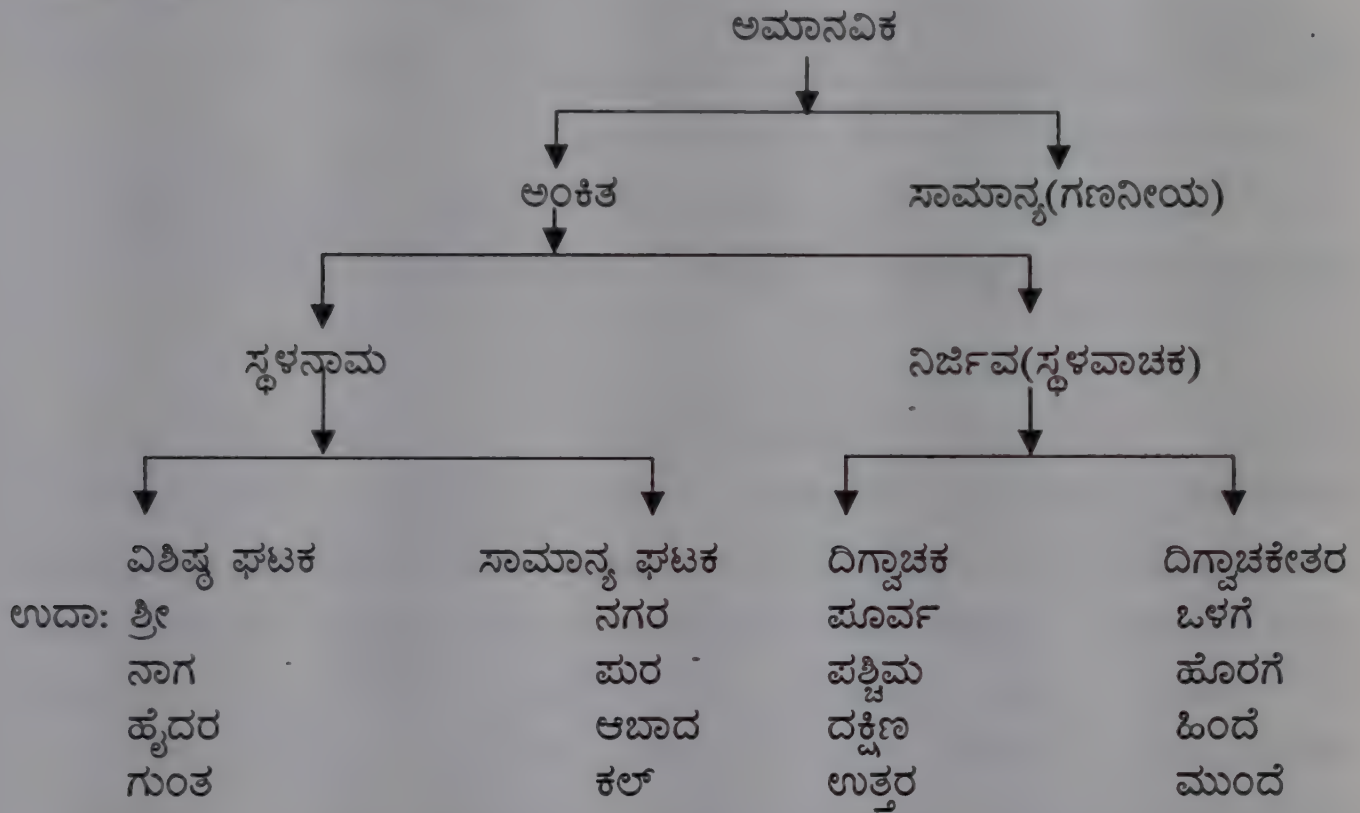 ಅಮಾನವಿಕ
ಅಂಕಿತ ಸಾಮಾನ್ಯ(ಗಣನೀಯ)
ಸ್ಥಳನಾಮ ನಿರ್ಜಿವ(ಸ್ಥಳವಾಚಕ)
ವಿಶಿಷ್ಠ ಘಟಕ ಸಾಮಾನ್ಯ ಘಟಕ ದಿಗ್ವಾಚಕ ದಿಗ್ವಾಚಕೇತರ
ಉದಾ: ಶ್ರೀ ನಗರ ಪೂರ್ವ ಒಳಗೆ
ನಾಗ ಪುರ ಪಶ್ಚಿಮ ಹೊರಗೆ
ಹೈದರ ಆಬಾದ ದಕ್ಷಿಣ ಹಿಂದೆ
ಗುಂತ ಕಲ್ ಉತ್ತರ ಮುಂದೆ